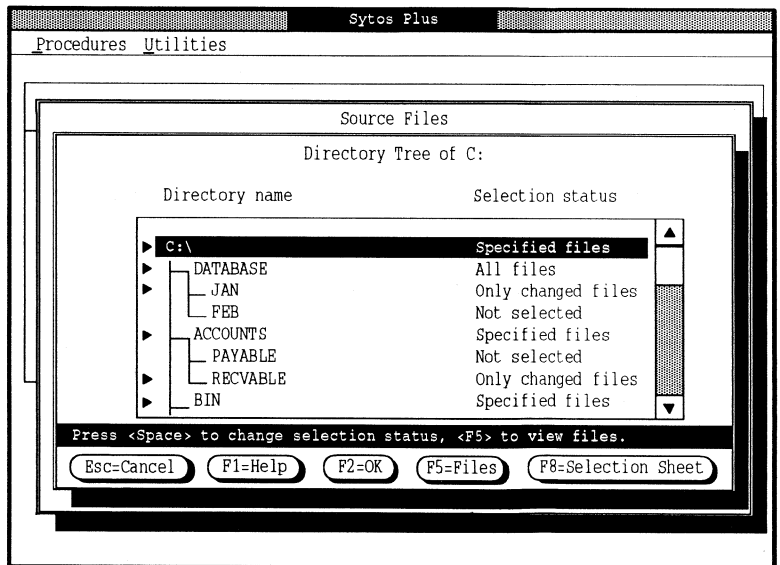 Sytos Plus
Procedures Utilities
Source Files
Directory Tree of C:
Directory name Selection status
C:\ Specified files
DATABASE All files
JAN Only changed files
FEB Not selected
ACCOUNTS Specified files
PAYABLE Not selected
RECVABLE Only changed files
BIN Specified files
Press <Space> to change selection status, <F5> to view files.
Esc=Cancel F1=Help F2=OK F5=Files F8=Selection Sheet